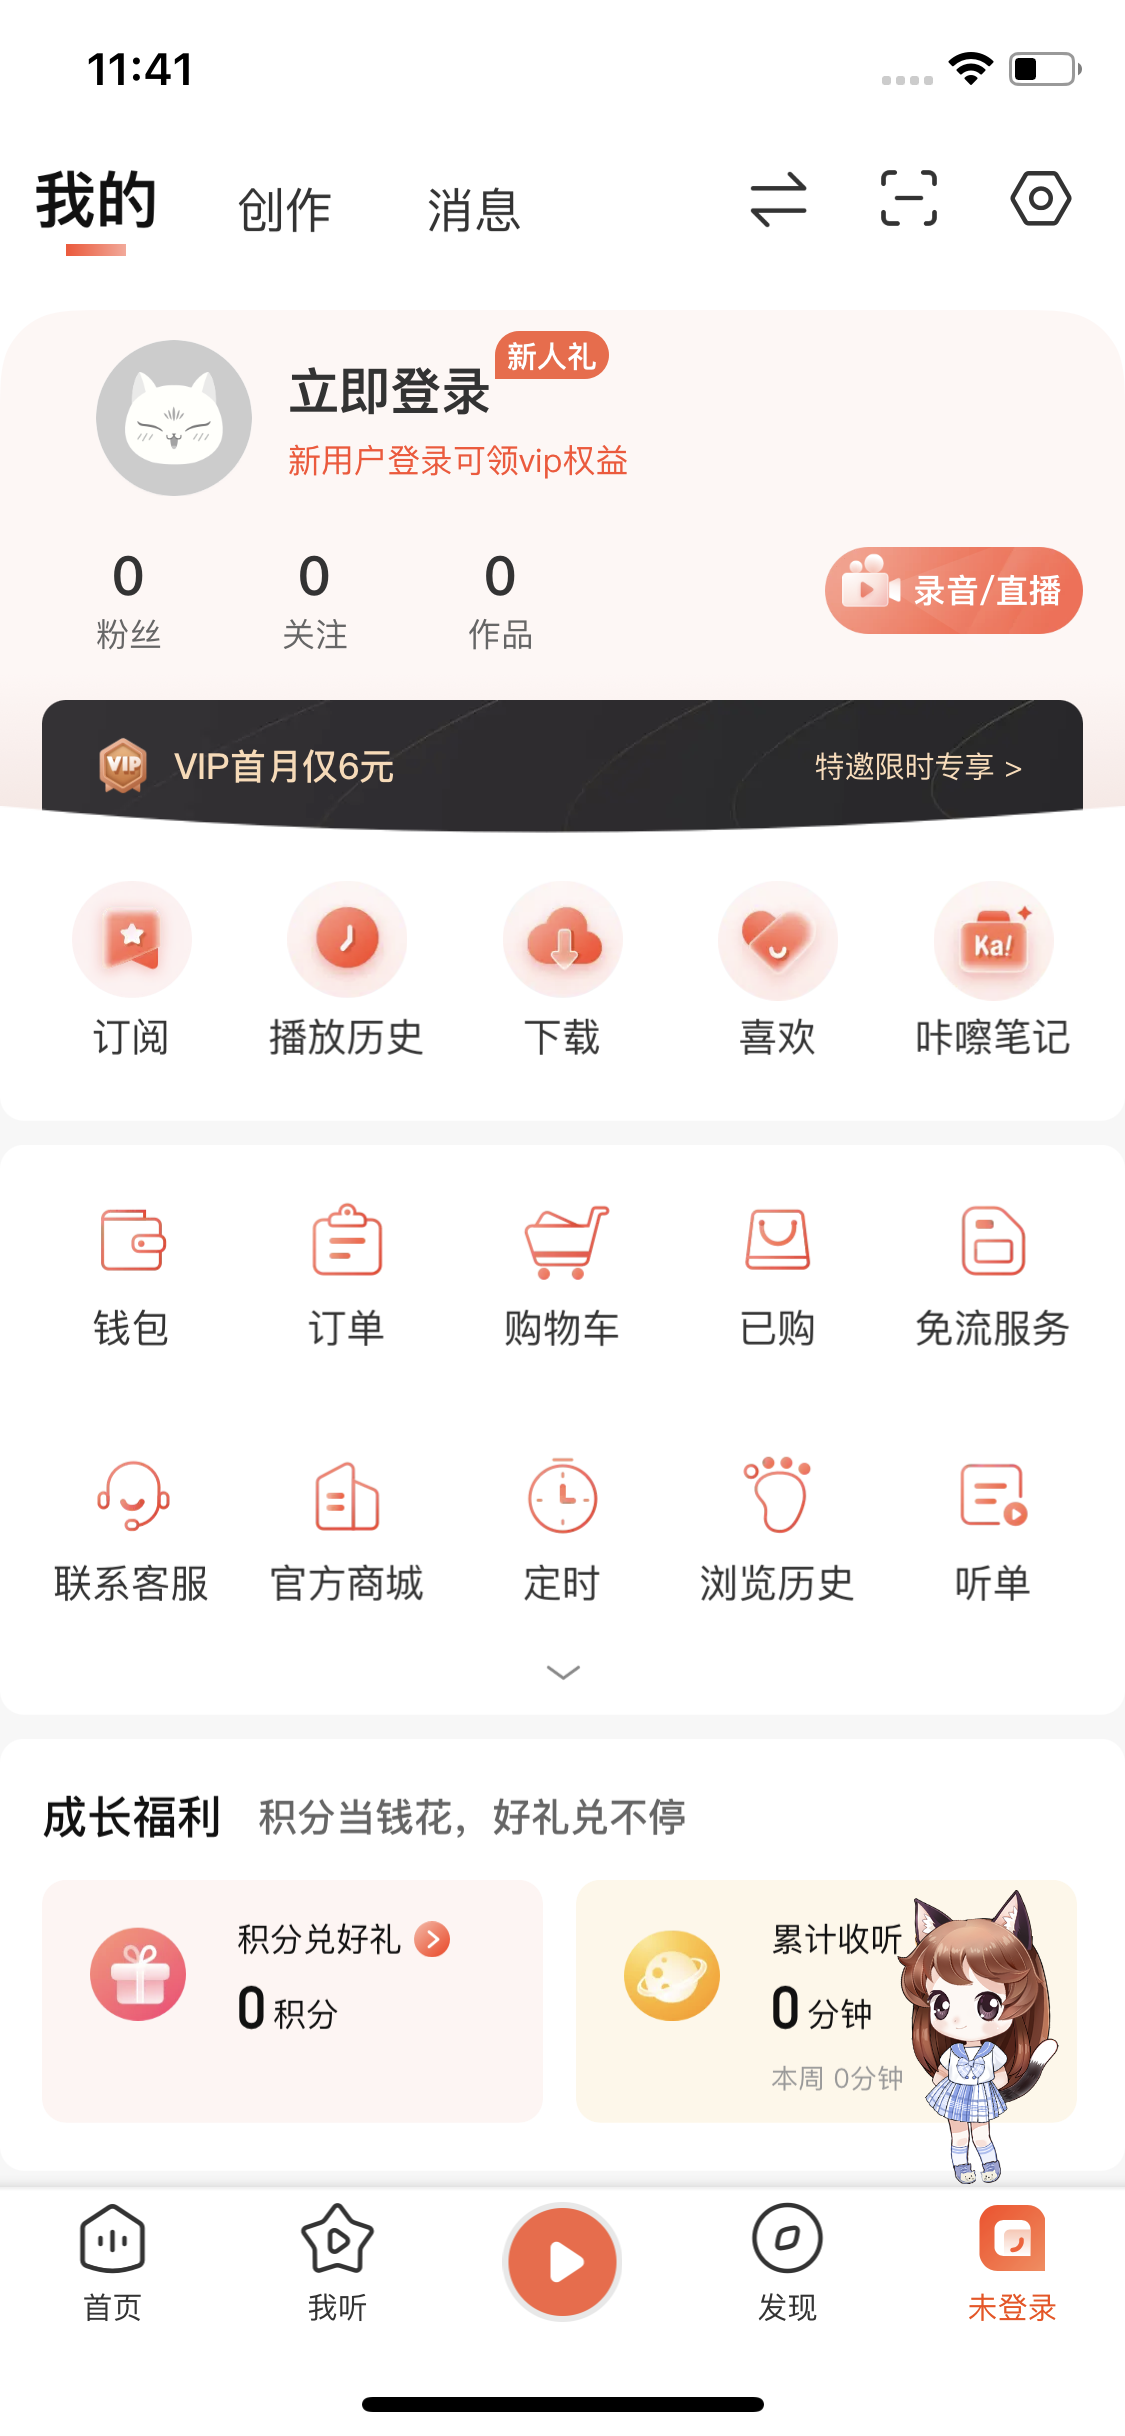 11:41
我的 创作 消息
新人礼
立即登录
新用户登录可领vip权益
0 0 0
粉丝 关注 作品
录音/直播
VIP VIP首月仅6元 特邀限时专享 >
Ka!
订阅 播放历史 下载 喜欢 咔嚓笔记
钱包 订单 购物车 已购 免流服务
联系客服 官方商城 定时 浏览历史 听单
成长福利 积分当钱花，好礼兑不停
积分兑好礼
0 积分
累计收听
0 分钟
本周 0分钟
首页 我听 发现 未登录